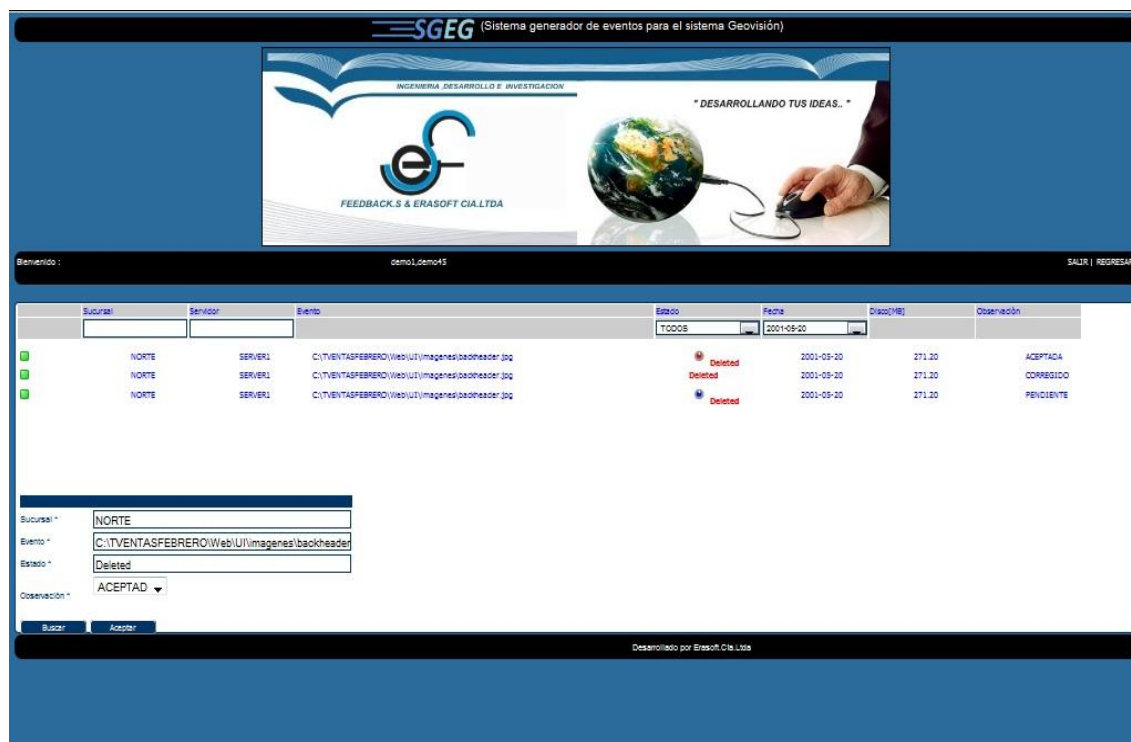 SGEG (Sistema generador de eventos para el sistema Geovisión)
INGENIERIA ,DESARROLLO E INVESTIGACION
" DESARROLLANDO TUS IDEAS.. "
FEEDBACK.S & ERASOFT CIA.LTDA
Bienvenido : demo1,demo45 SALIR | REGRESAR
Sucursal Servidor Evento Estado Fecha Disco[MB] Observación
TODOS 2001-05-20
NORTE SERVER1 C:\TVENTASFEBRERO\Web\UI\imagenes\backheader.jpg Deleted 2001-05-20 271.20 ACEPTADA
NORTE SERVER1 C:\TVENTASFEBRERO\Web\UI\imagenes\backheader.jpg Deleted 2001-05-20 271.20 CORREGIDO
NORTE SERVER1 C:\TVENTASFEBRERO\Web\UI\imagenes\backheader.jpg Deleted 2001-05-20 271.20 PENDIENTE
Sucursal * NORTE
Evento * C:\TVENTASFEBRERO\Web\UI\imagenes\backheader
Estado * Deleted
Observación * ACEPTAD
Buscar Aceptar
Desarrollado por Erasoft.Cia.Ltda